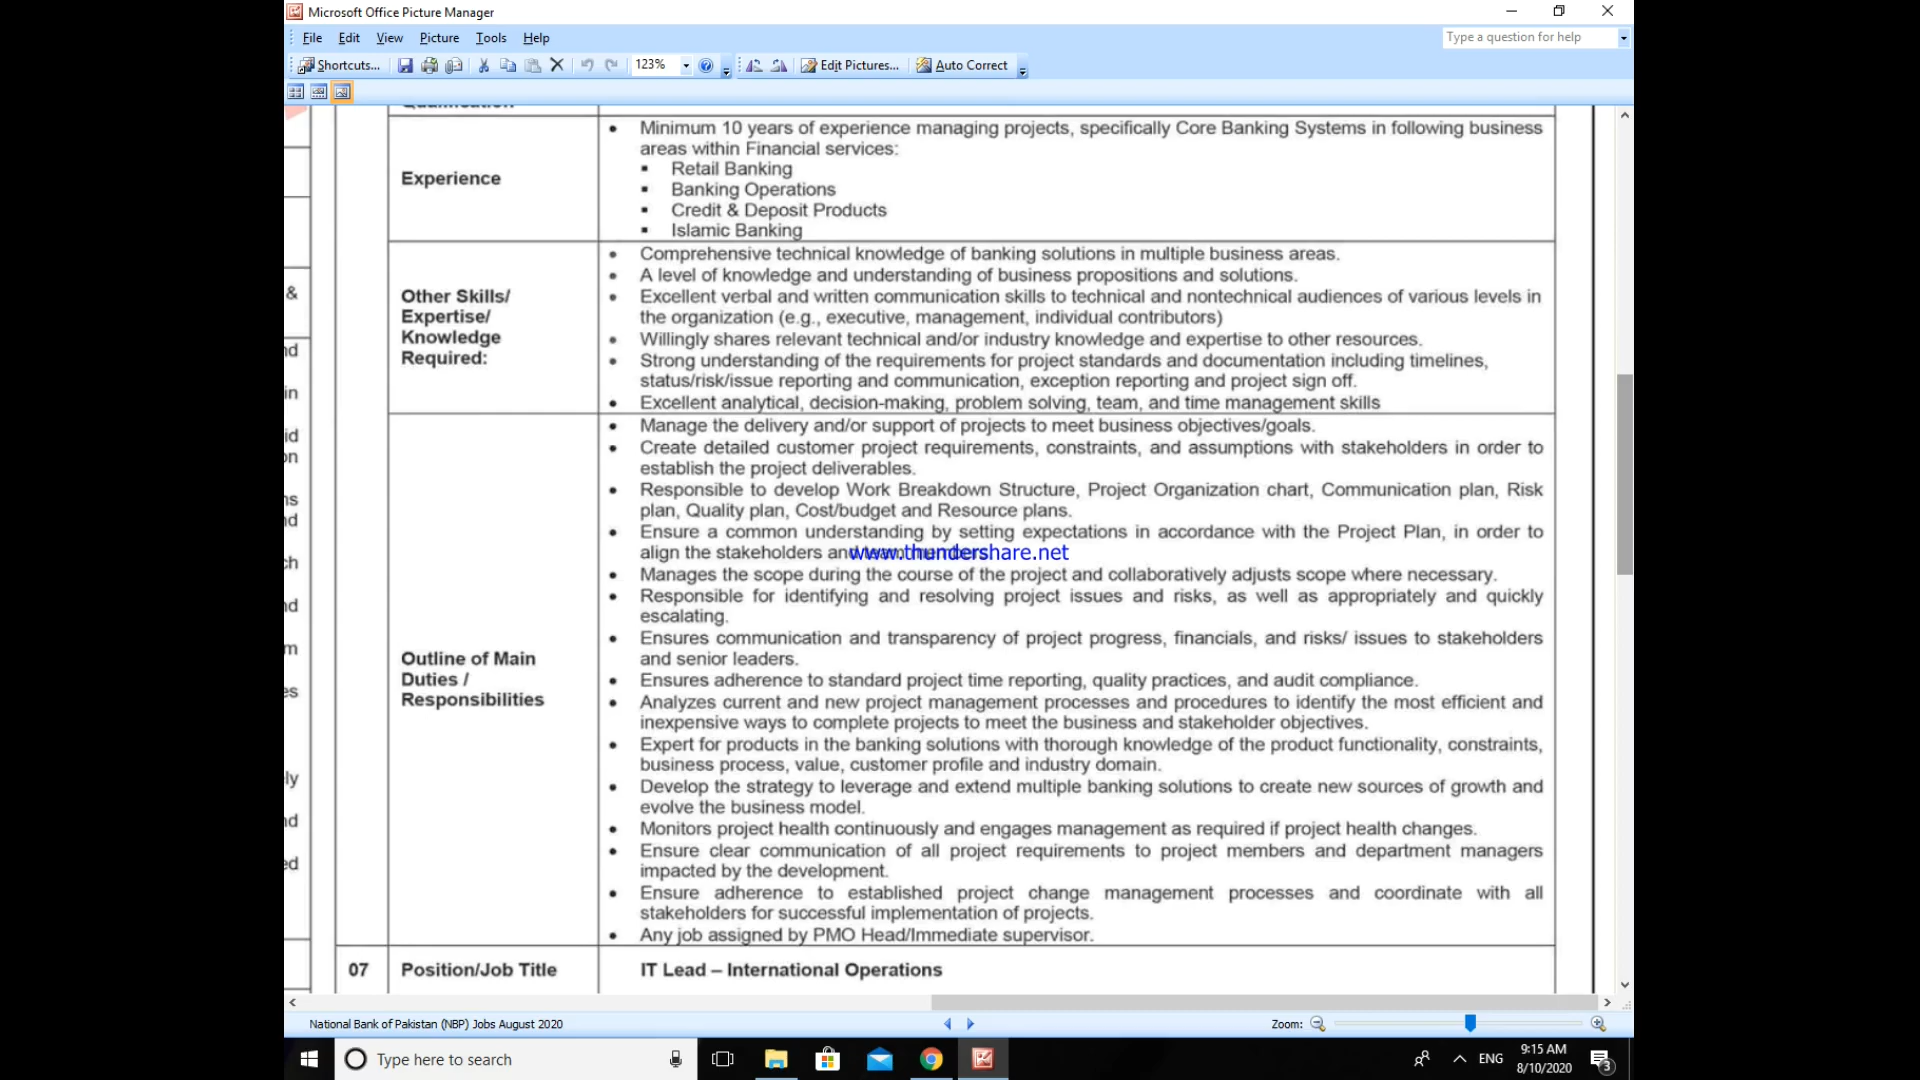 Microsoft Office Picture Manager
File Edit View Picture Tools Help
Type a question for help
Shortcuts... 123% Edit Pictures... Auto Correct
Qualification
Experience
• Minimum 10 years of experience managing projects, specifically Core Banking Systems in following business
areas within Financial services:
▪ Retail Banking
▪ Banking Operations
▪ Credit & Deposit Products
▪ Islamic Banking
Other Skills/
Expertise/
Knowledge
Required:
• Comprehensive technical knowledge of banking solutions in multiple business areas.
• A level of knowledge and understanding of business propositions and solutions.
• Excellent verbal and written communication skills to technical and nontechnical audiences of various levels in
the organization (e.g., executive, management, individual contributors)
• Willingly shares relevant technical and/or industry knowledge and expertise to other resources.
• Strong understanding of the requirements for project standards and documentation including timelines,
status/risk/issue reporting and communication, exception reporting and project sign off.
• Excellent analytical, decision-making, problem solving, team, and time management skills
Outline of Main
Duties /
Responsibilities
• Manage the delivery and/or support of projects to meet business objectives/goals.
• Create detailed customer project requirements, constraints, and assumptions with stakeholders in order to
establish the project deliverables.
• Responsible to develop Work Breakdown Structure, Project Organization chart, Communication plan, Risk
plan, Quality plan, Cost/budget and Resource plans.
• Ensure a common understanding by setting expectations in accordance with the Project Plan, in order to
align the stakeholders and
www.thundershare.net
• Manages the scope during the course of the project and collaboratively adjusts scope where necessary.
• Responsible for identifying and resolving project issues and risks, as well as appropriately and quickly
escalating.
• Ensures communication and transparency of project progress, financials, and risks/ issues to stakeholders
and senior leaders.
• Ensures adherence to standard project time reporting, quality practices, and audit compliance.
• Analyzes current and new project management processes and procedures to identify the most efficient and
inexpensive ways to complete projects to meet the business and stakeholder objectives.
• Expert for products in the banking solutions with thorough knowledge of the product functionality, constraints,
business process, value, customer profile and industry domain.
• Develop the strategy to leverage and extend multiple banking solutions to create new sources of growth and
evolve the business model.
• Monitors project health continuously and engages management as required if project health changes.
• Ensure clear communication of all project requirements to project members and department managers
impacted by the development.
• Ensure adherence to established project change management processes and coordinate with all
stakeholders for successful implementation of projects.
• Any job assigned by PMO Head/Immediate supervisor.
07 Position/Job Title IT Lead – International Operations
National Bank of Pakistan (NBP) Jobs August 2020
Zoom:
Type here to search
ENG
9:15 AM
8/10/2020
3